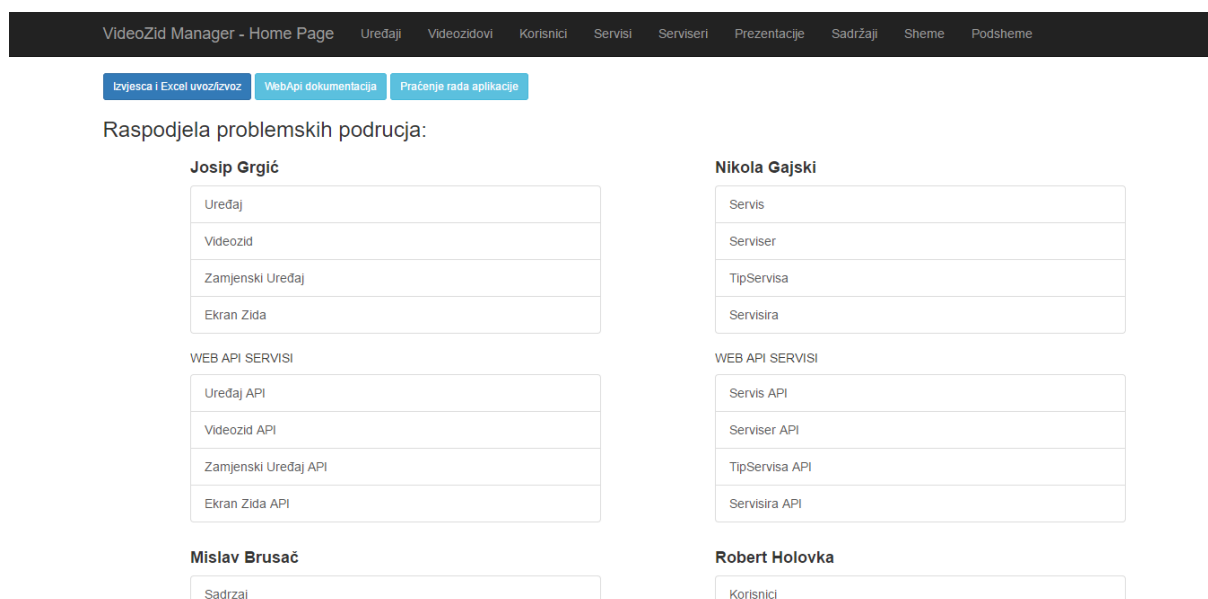 VideoZid Manager - Home Page Uređaji Videozidovi Korisnici Servisi Serviseri Prezentacije Sadržaji Sheme Podsheme
Izvjesca i Excel uvoz/izvoz WebApi dokumentacija Praćenje rada aplikacije
Raspodjela problemskih podrucja:
Josip Grgić
Uređaj
Videozid
Zamjenski Uređaj
Ekran Zida
WEB API SERVISI
Uređaj API
Videozid API
Zamjenski Uređaj API
Ekran Zida API
Nikola Gajski
Servis
Serviser
TipServisa
Servisira
WEB API SERVISI
Servis API
Serviser API
TipServisa API
Servisira API
Mislav Brusač
Sadrzaj
Robert Holovka
Korisnici